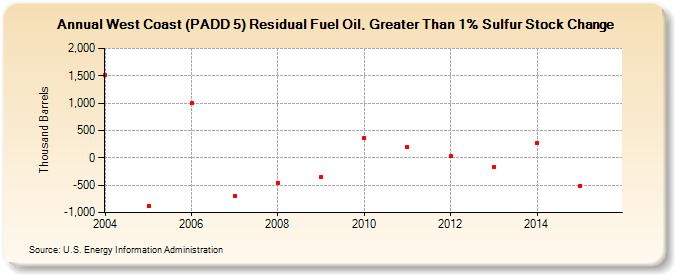 Annual West Coast (PADD 5) Residual Fuel Oil, Greater Than 1% Sulfur Stock Change
Thousand Barrels
2,000
1,500
1,000
500
0
-500
-1,000
2004 2006 2008 2010 2012 2014
Source: U.S. Energy Information Administration